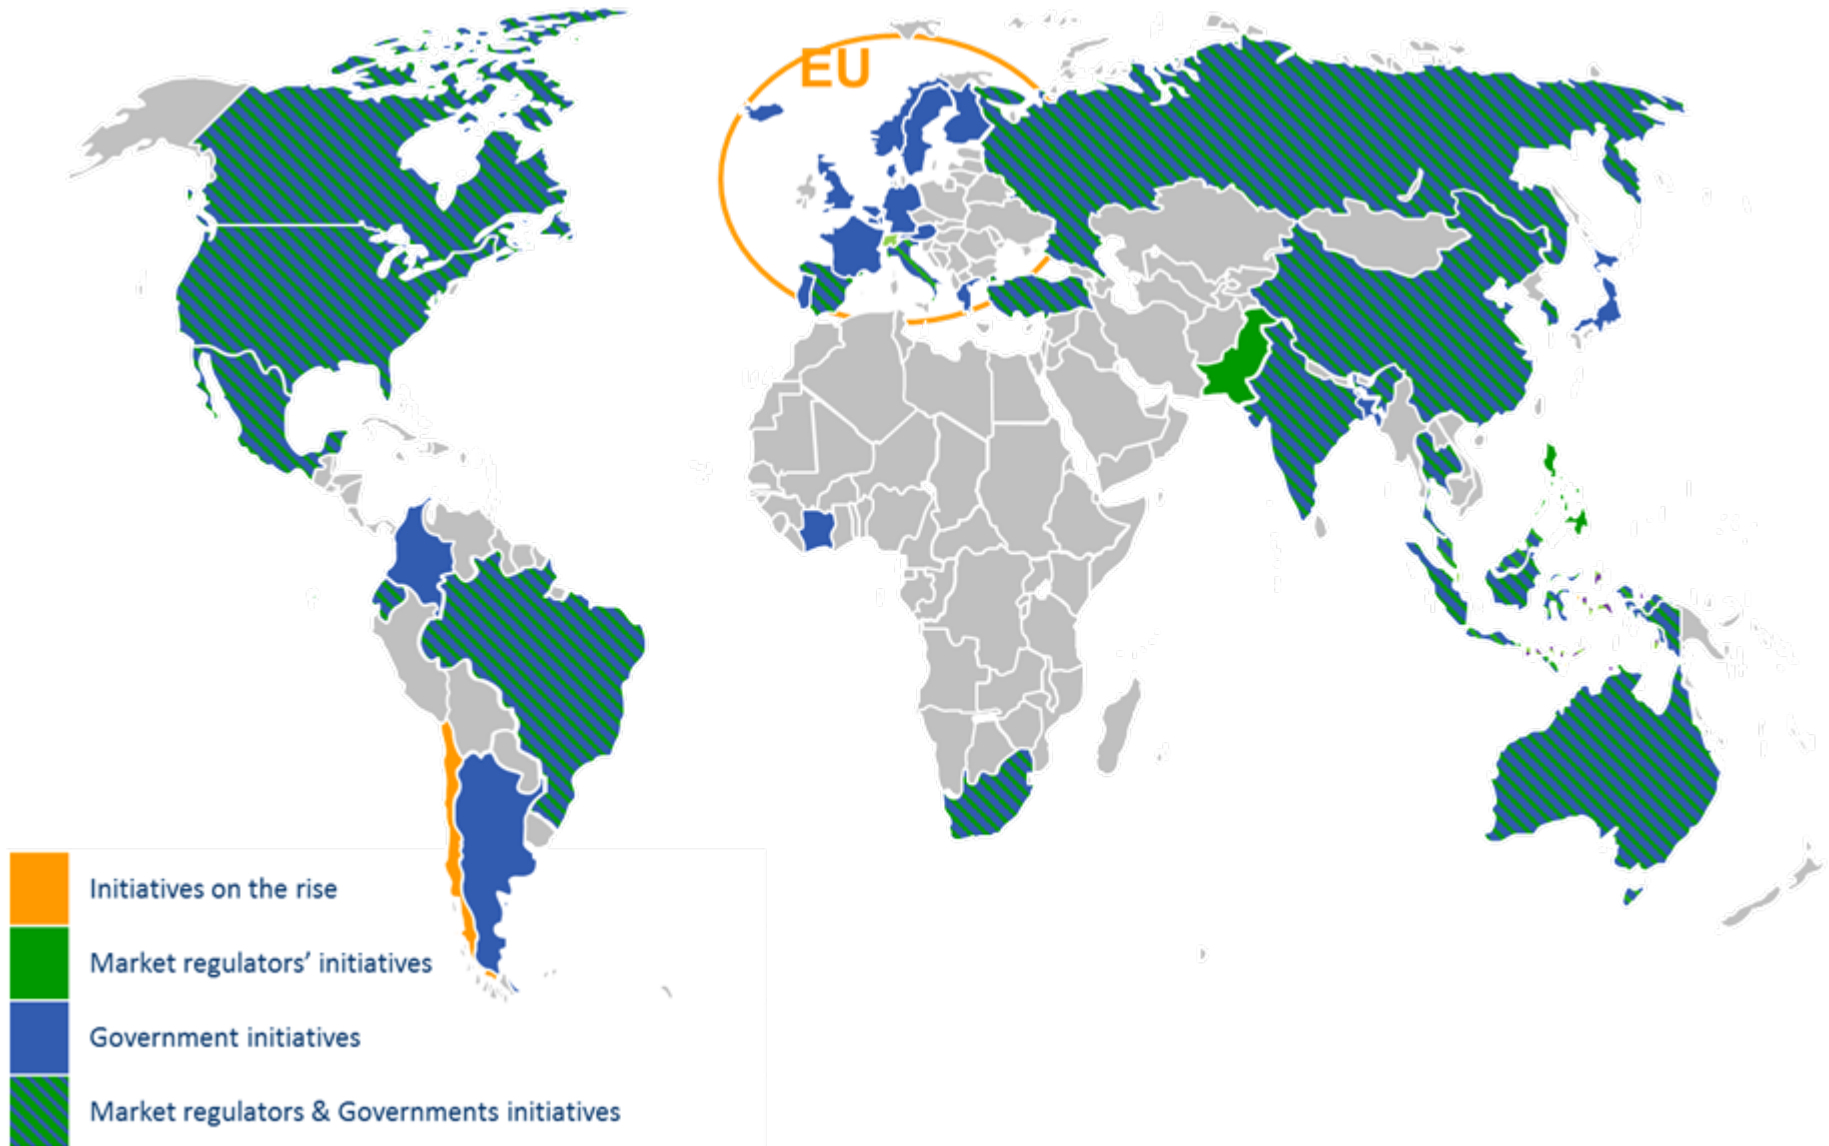 EU
Initiatives on the rise
Market regulators’ initiatives
Government initiatives
Market regulators & Governments initiatives